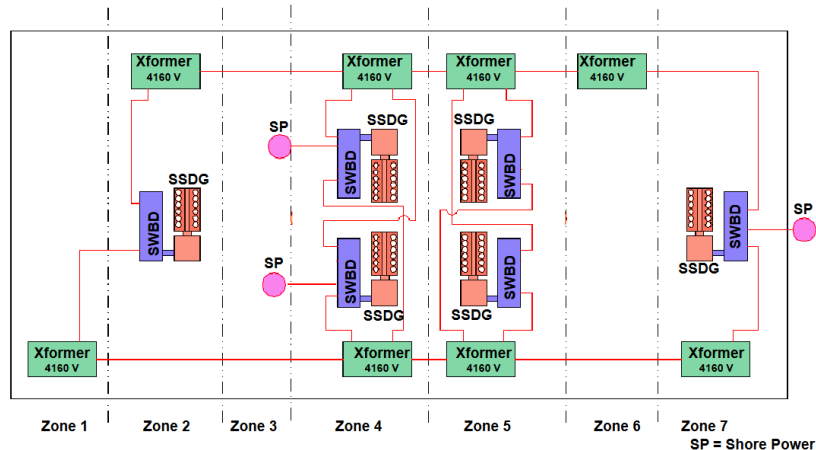 Xformer
4160 V
Xformer
4160 V
Xformer
4160 V
Xformer
4160 V
SP
SSDG
SSDG
SWBD
SWBD
SSDG
SWBD
SSDG
SWBD
SP
SP
SWBD
SWBD
SSDG
SSDG
SSDG
Xformer
4160 V
Xformer
4160 V
Xformer
4160 V
Xformer
4160 V
Zone 1
Zone 2
Zone 3
Zone 4
Zone 5
Zone 6
Zone 7
SP = Shore Power